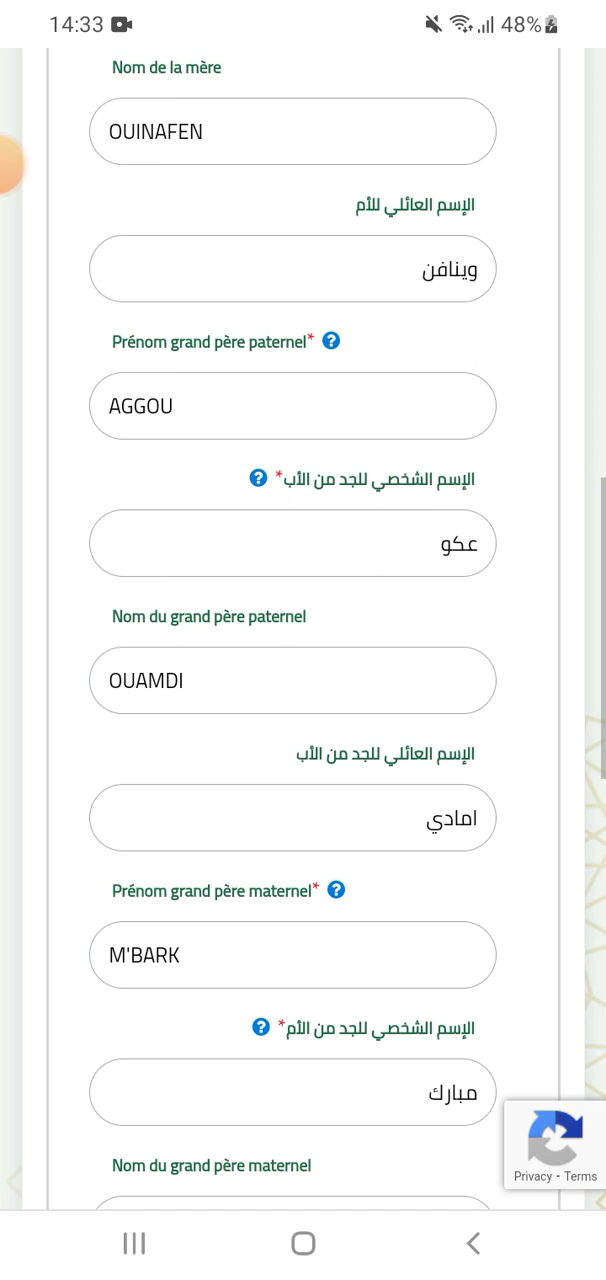 14:33 48%
Nom de la mère
OUINAFEN
الإسم العائلي للأم
وينافن
Prénom grand père paternel* ?
AGGOU
الإسم الشخصي للجد من الأب* ?
عكو
Nom du grand père paternel
OUAMDI
الإسم العائلي للجد من الأب
امادي
Prénom grand père maternel* ?
M'BARK
الإسم الشخصي للجد من الأم* ?
مبارك
Nom du grand père maternel
Privacy - Terms